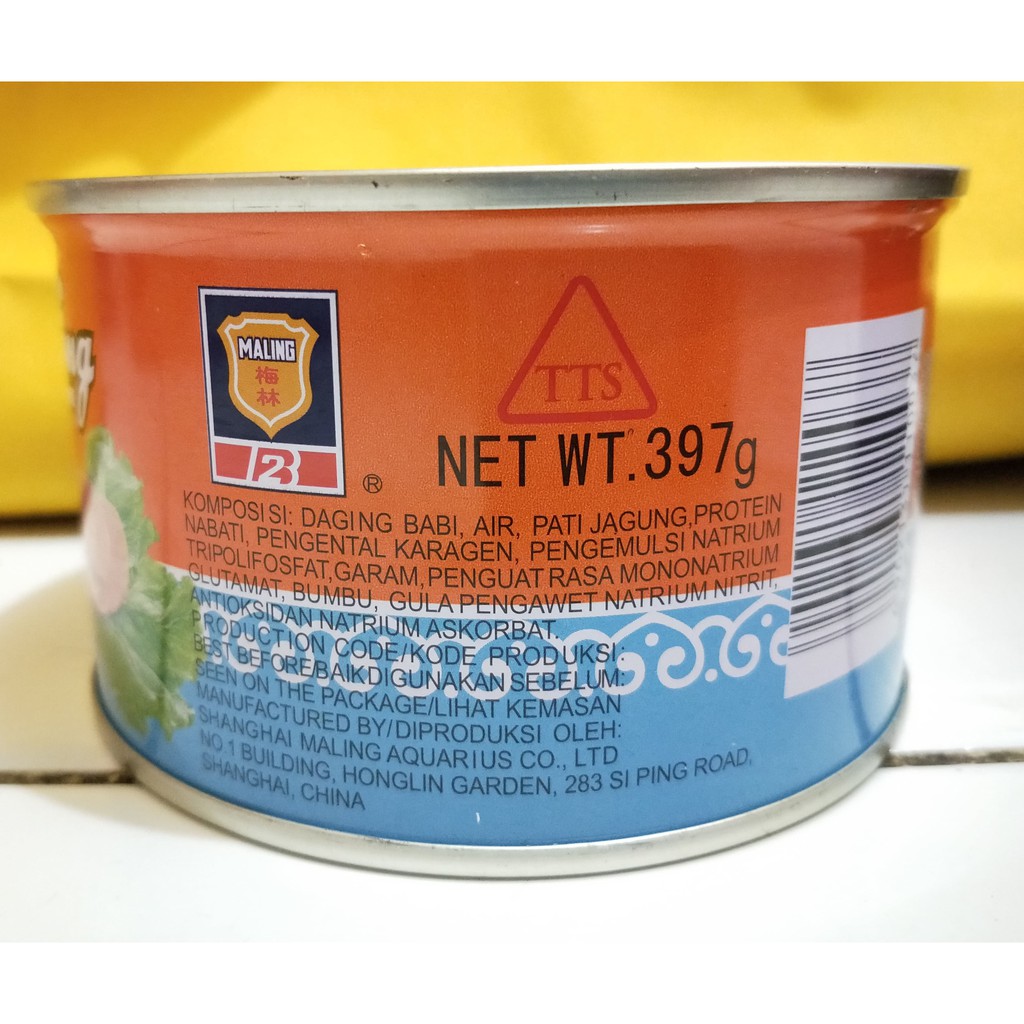 MALING
梅
林
B2
®
TTS
NET WT.397g
KOMPOSISI: DAGING BABI, AIR, PATI JAGUNG,PROTEIN
NABATI, PENGENTAL KARAGEN, PENGEMULSI NATRIUM
TRIPOLIFOSFAT,GARAM,PENGUAT RASA MONONATRIUM
GLUTAMAT, BUMBU, GULA PENGAWET NATRIUM NITRIT,
ANTIOKSIDAN NATRIUM ASKORBAT.
PRODUCTION CODE/KODE PRODUKSI:
BEST BEFORE/BAIK DIGUNAKAN SEBELUM:
SEEN ON THE PACKAGE/LIHAT KEMASAN
MANUFACTURED BY/DIPRODUKSI OLEH:
SHANGHAI MALING AQUARIUS CO., LTD
NO.1 BUILDING, HONGLIN GARDEN, 283 SI PING ROAD,
SHANGHAI, CHINA